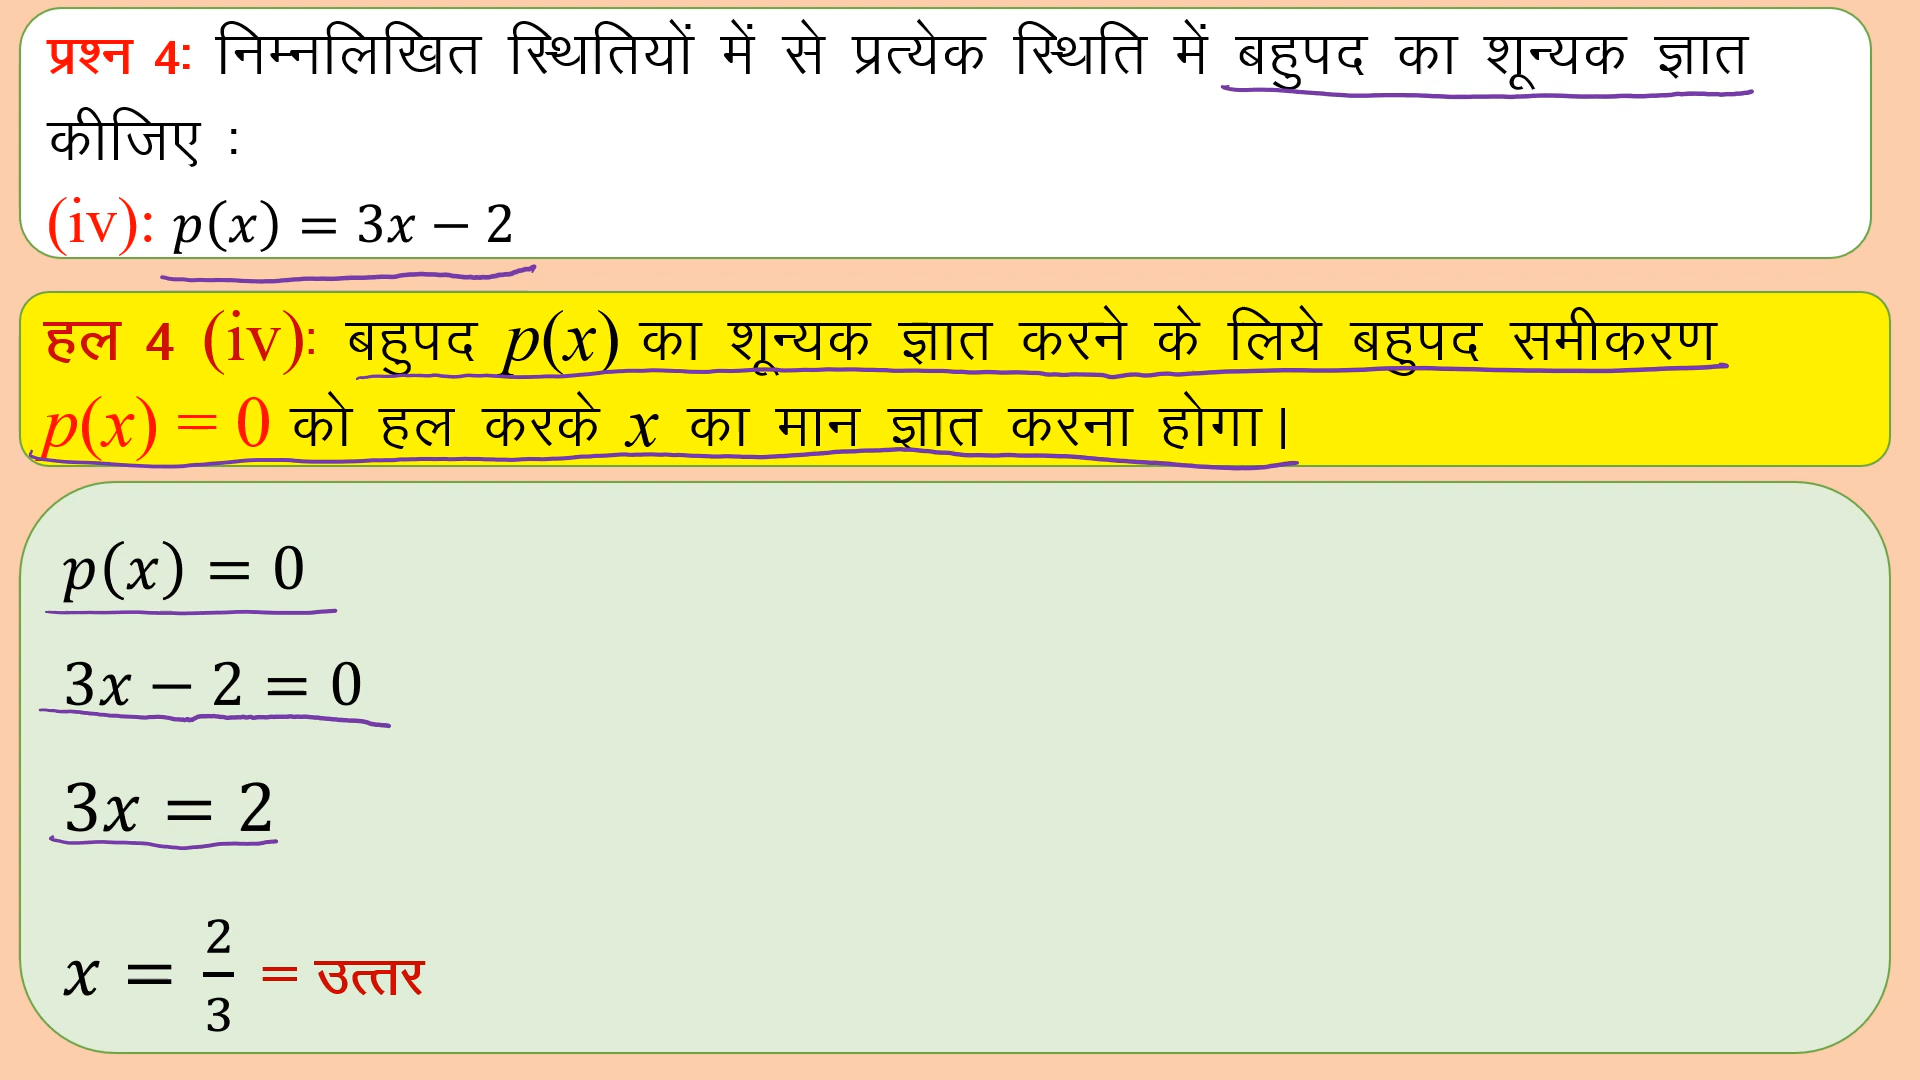 प्रश्न 4: निम्नलिखित स्थितियों में से प्रत्येक स्थिति में बहुपद का शून्यक ज्ञात
कीजिए :
(iv): p(x) = 3x − 2
हल 4 (iv): बहुपद p(x) का शून्यक ज्ञात करने के लिये बहुपद समीकरण
p(x) = 0 को हल करके x का मान ज्ञात करना होगा।
p(x) = 0
3x − 2 = 0
3x = 2
x = 2/3 = उत्तर